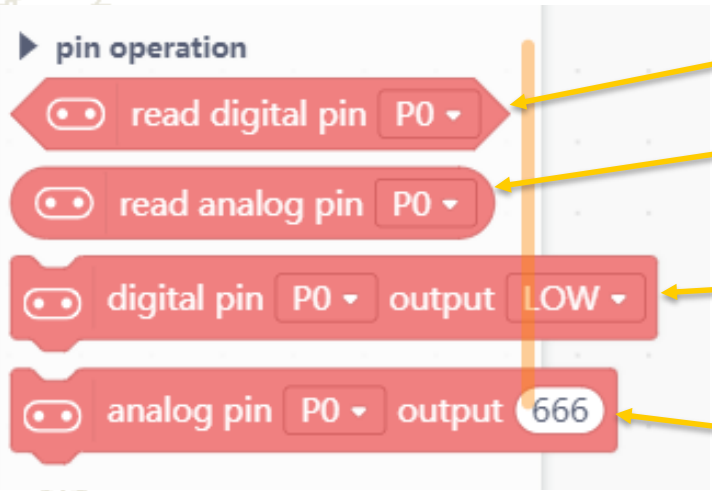 pin operation
read digital pin P0
read analog pin P0
digital pin P0 output LOW
analog pin P0 output 666